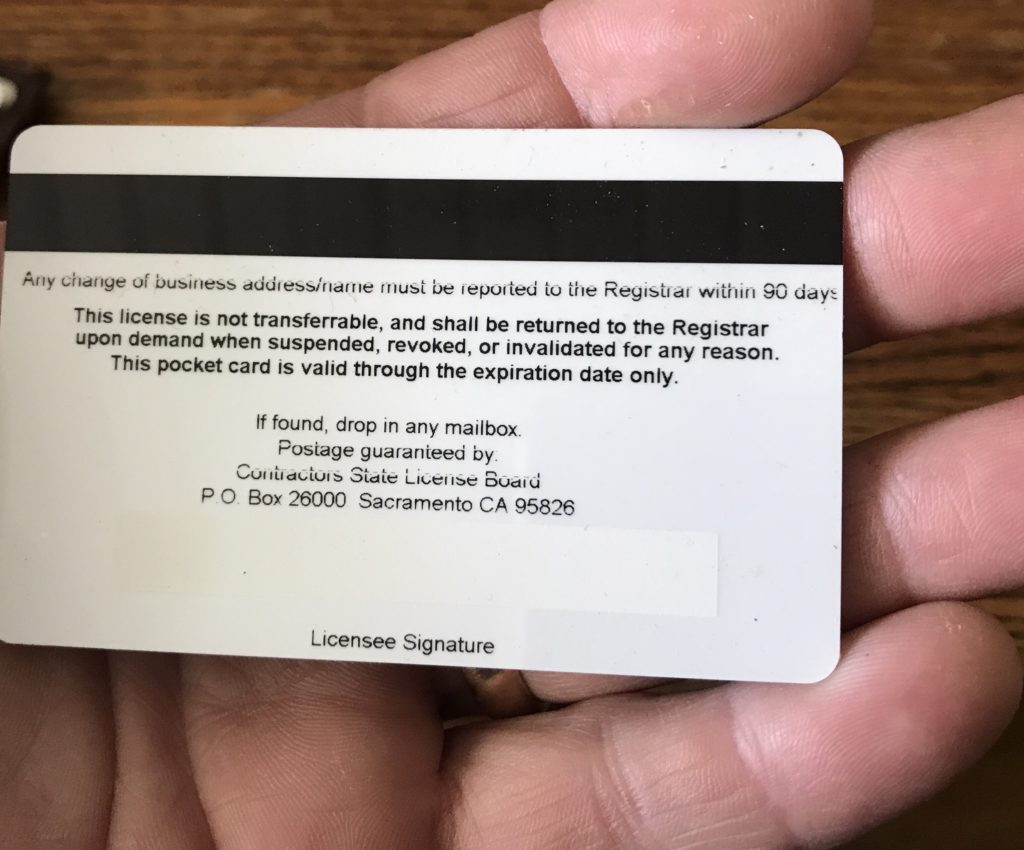 Any change of business address/name must be reported to the Registrar within 90 days
This license is not transferrable, and shall be returned to the Registrar
upon demand when suspended, revoked, or invalidated for any reason.
This pocket card is valid through the expiration date only.
If found, drop in any mailbox.
Postage guaranteed by:
Contractors State License Board
P.O. Box 26000 Sacramento CA 95826
Licensee Signature